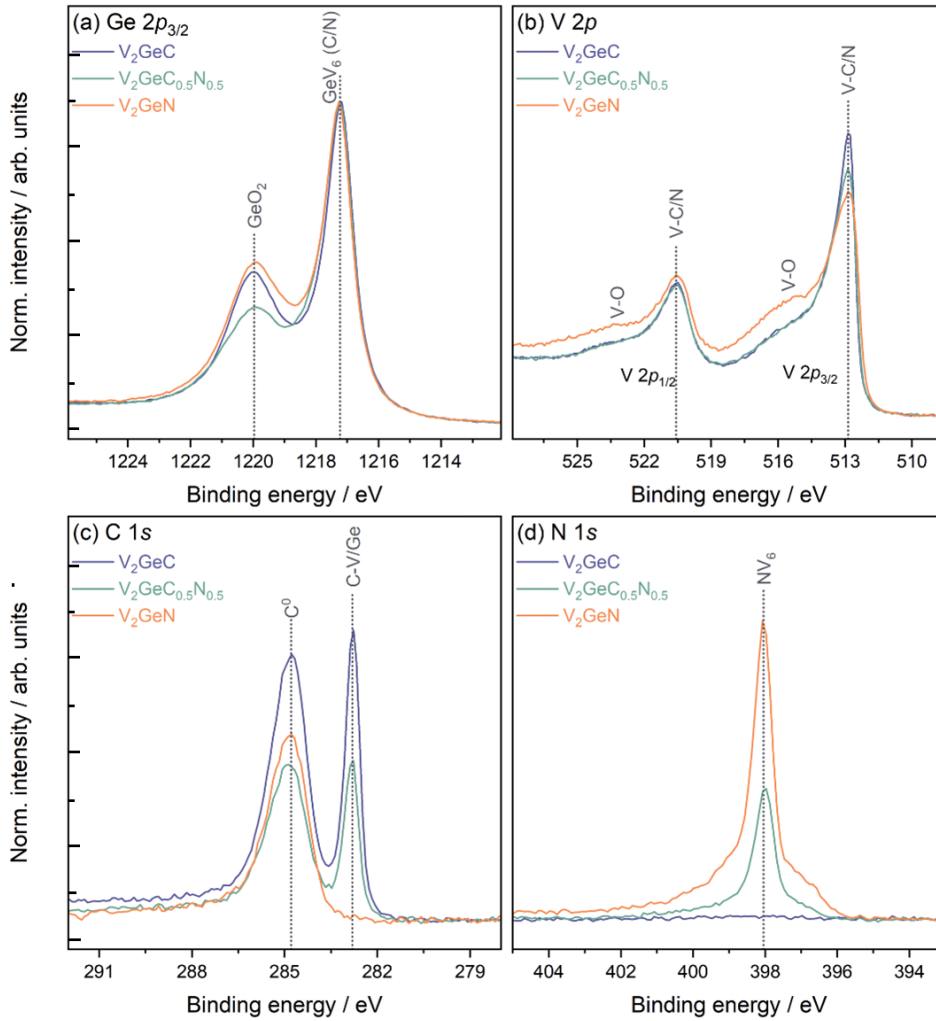 (a) Ge 2p3/2
V2GeC
V2GeC0.5N0.5
V2GeN
GeO2
GeV6 (C/N)
1224 1222 1220 1218 1216 1214
Binding energy / eV
Norm. intensity / arb. units
(b) V 2p
V2GeC
V2GeC0.5N0.5
V2GeN
V-O
V-C/N
V-O
V-C/N
V 2p1/2
V 2p3/2
525 522 519 516 513 510
Binding energy / eV
(c) C 1s
V2GeC
V2GeC0.5N0.5
V2GeN
C0
C-V/Ge
291 288 285 282 279
Binding energy / eV
Norm. intensity / arb. units
(d) N 1s
V2GeC
V2GeC0.5N0.5
V2GeN
NV6
404 402 400 398 396 394
Binding energy / eV